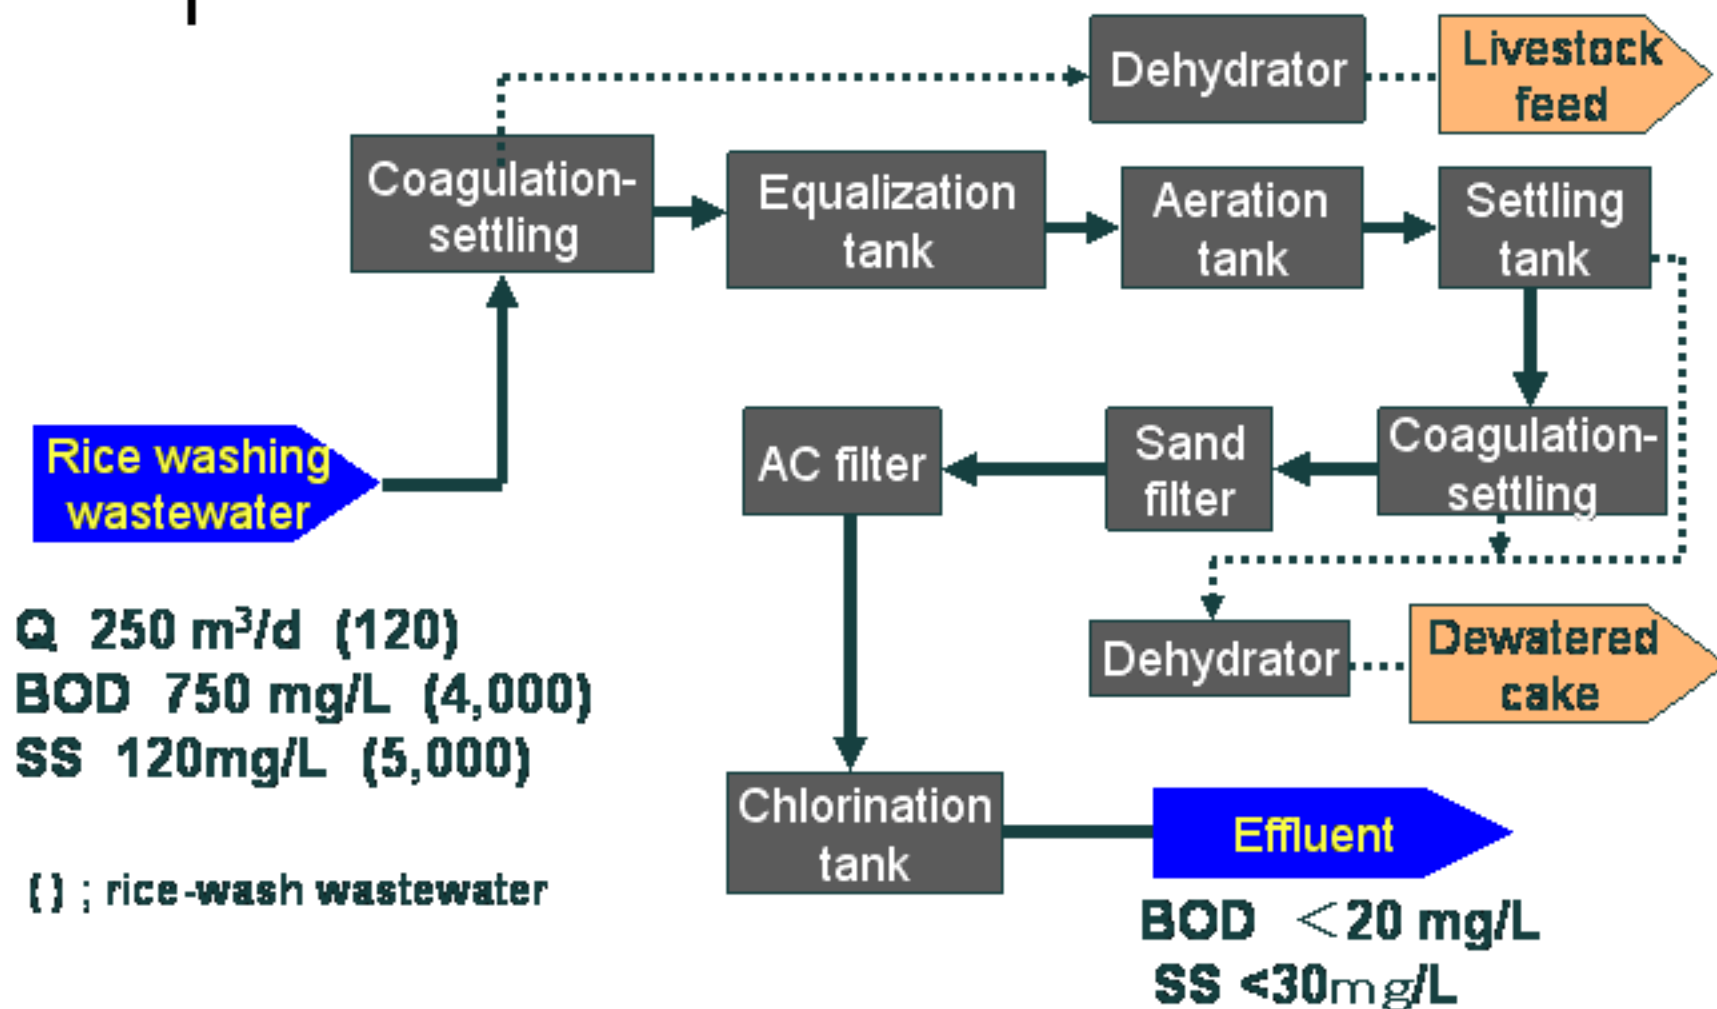 Dehydrator
Livestock
feed
Coagulation-
settling
Equalization
tank
Aeration
tank
Settling
tank
Rice washing
wastewater
AC filter
Sand
filter
Coagulation-
settling
Q 250 m³/d (120)
BOD 750 mg/L (4,000)
SS 120mg/L (5,000)
Dehydrator
Dewatered
cake
Chlorination
tank
Effluent
( ) ; rice-wash wastewater
BOD <20 mg/L
SS <30mg/L